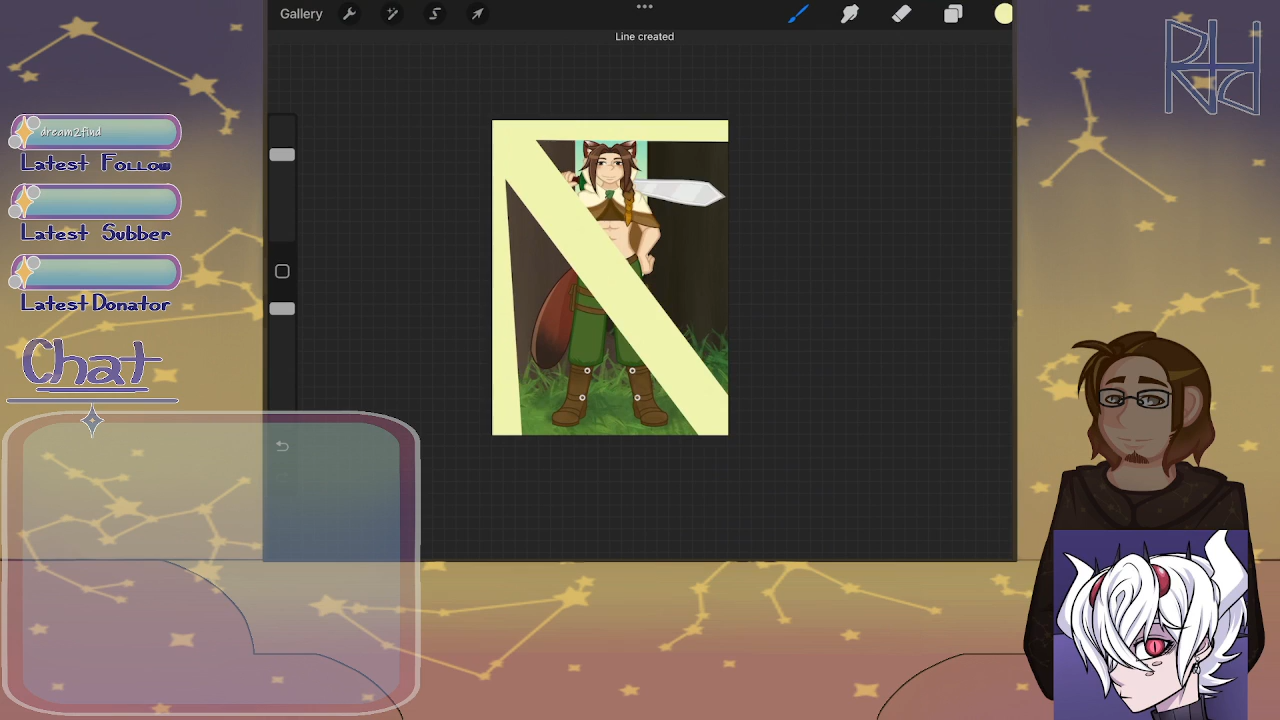 Gallery
Line created
dream2find
Latest Follow
Latest Subber
Latest Donator
Chat